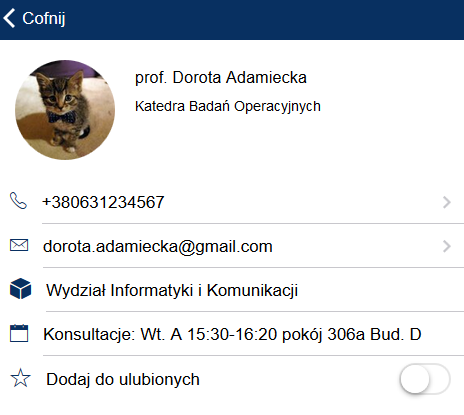 Cofnij
prof. Dorota Adamiecka
Katedra Badań Operacyjnych
+380631234567
dorota.adamiecka@gmail.com
Wydział Informatyki i Komunikacji
Konsultacje: Wt. A 15:30-16:20 pokój 306a Bud. D
Dodaj do ulubionych